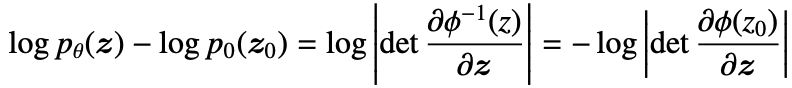 log p_θ(𝒛) − log p_0(𝒛_0) = log |det ∂ϕ^{−1}(z)/∂𝒛| = − log |det ∂ϕ(z_0)/∂𝒛|